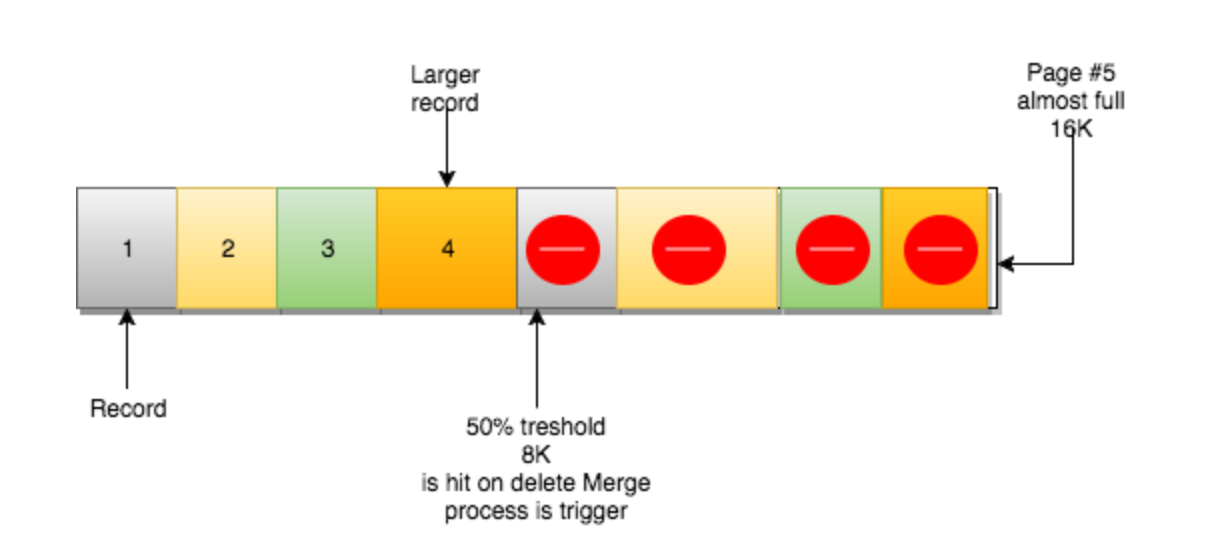 Larger
record
Page #5
almost full
16K
1
2
3
4
Record
50% treshold
8K
is hit on delete Merge
process is trigger